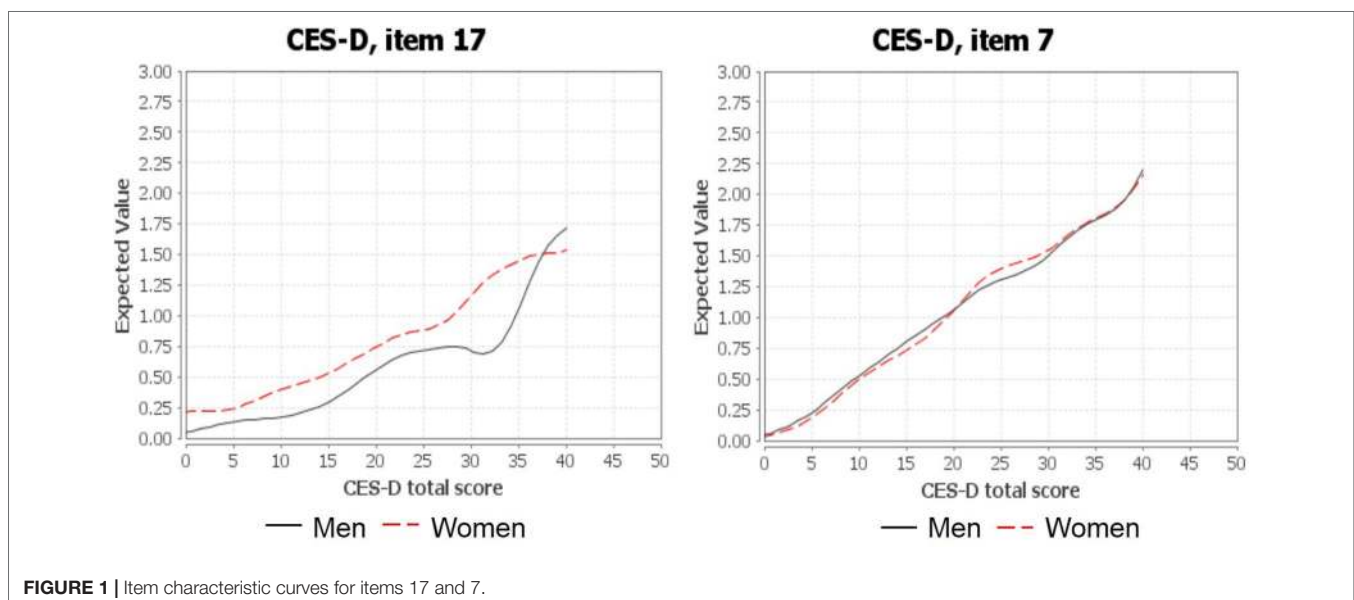 CES-D, item 17
3.00
2.75
2.50
2.25
2.00
1.75
1.50
1.25
1.00
0.75
0.50
0.25
0.00
Expected Value
0 5 10 15 20 25 30 35 40 45 50
CES-D total score
Men Women
CES-D, item 7
3.00
2.75
2.50
2.25
2.00
1.75
1.50
1.25
1.00
0.75
0.50
0.25
0.00
Expected Value
0 5 10 15 20 25 30 35 40 45 50
CES-D total score
Men Women
FIGURE 1 | Item characteristic curves for items 17 and 7.